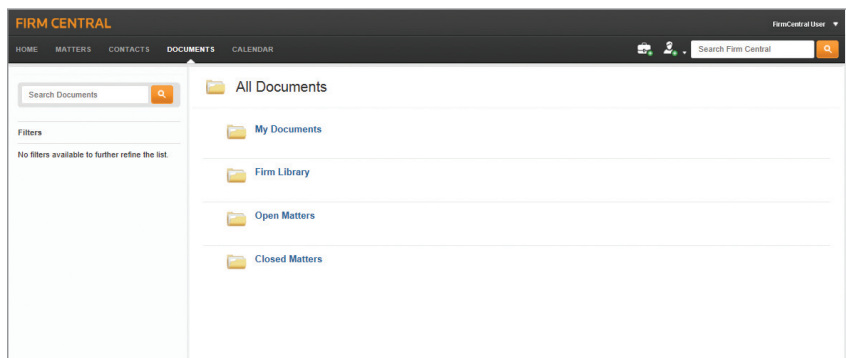 FIRM CENTRAL
FirmCentral User
HOME MATTERS CONTACTS DOCUMENTS CALENDAR
Search Firm Central
Search Documents
All Documents
Filters
No filters available to further refine the list.
My Documents
Firm Library
Open Matters
Closed Matters